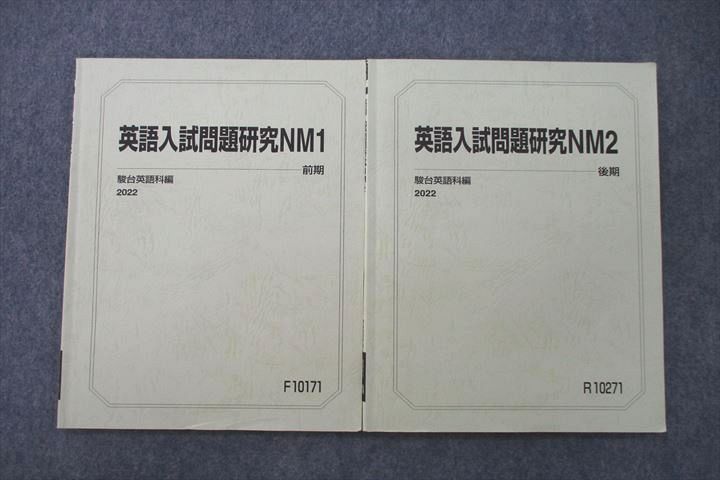 英語入試問題研究NM1
前期
駿台英語科編
2022
F10171
英語入試問題研究NM2
後期
駿台英語科編
2022
R10271